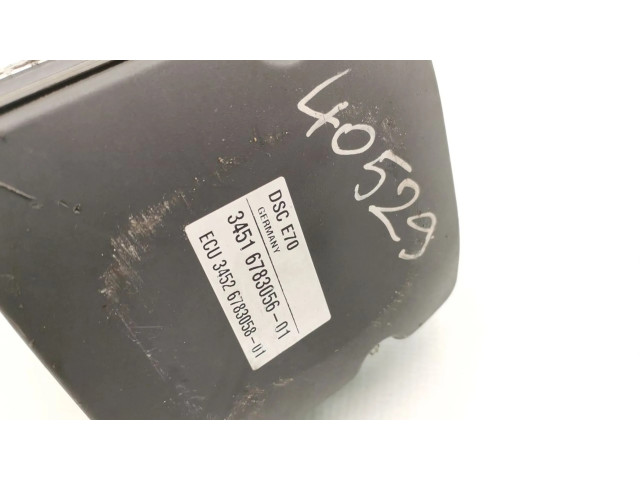 40529
DSC E70
GERMANY
3451 6783056-01
ECU 3452 6783058-01